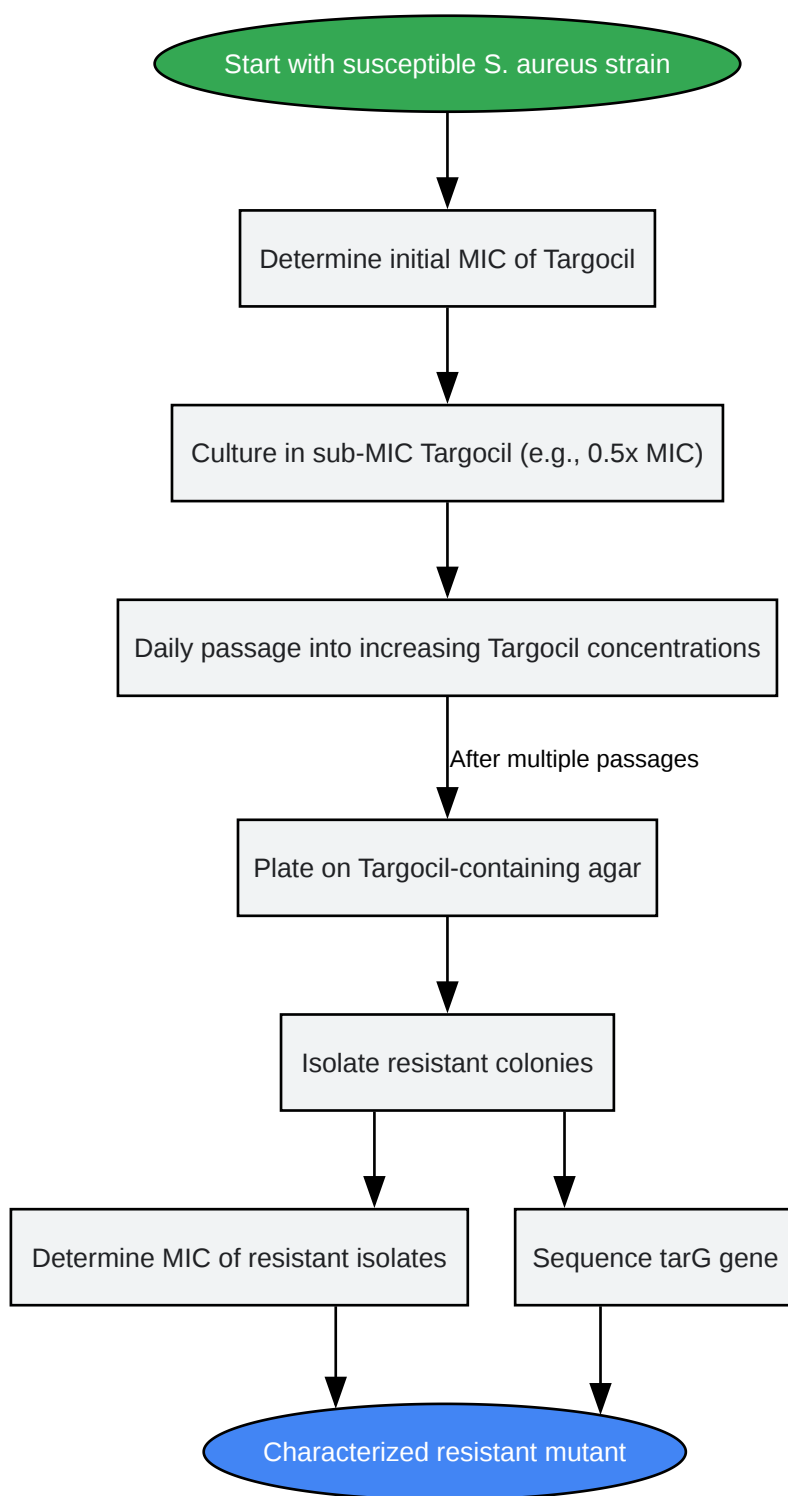 Start with susceptible S. aureus strain
Determine initial MIC of Targocil
Culture in sub-MIC Targocil (e.g., 0.5x MIC)
Daily passage into increasing Targocil concentrations
After multiple passages
Plate on Targocil-containing agar
Isolate resistant colonies
Determine MIC of resistant isolates
Sequence tarG gene
Characterized resistant mutant